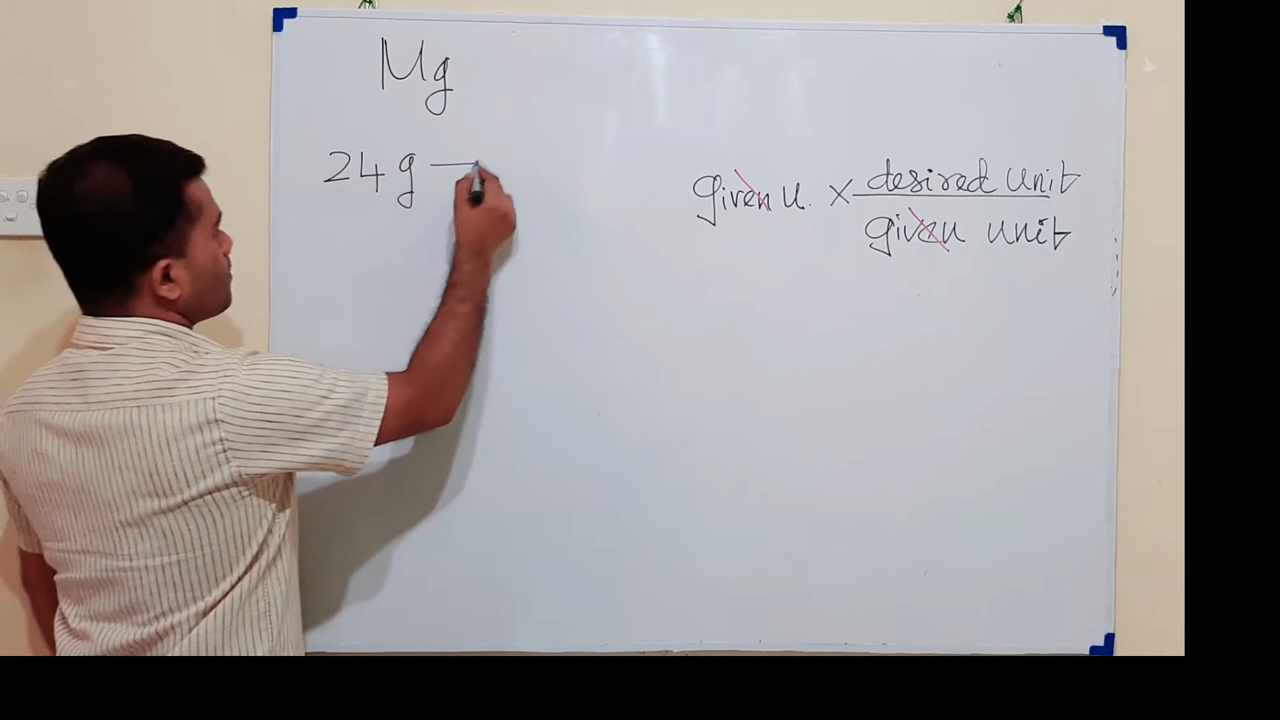 Mg
24 g —
given u. × desired unit
given unit